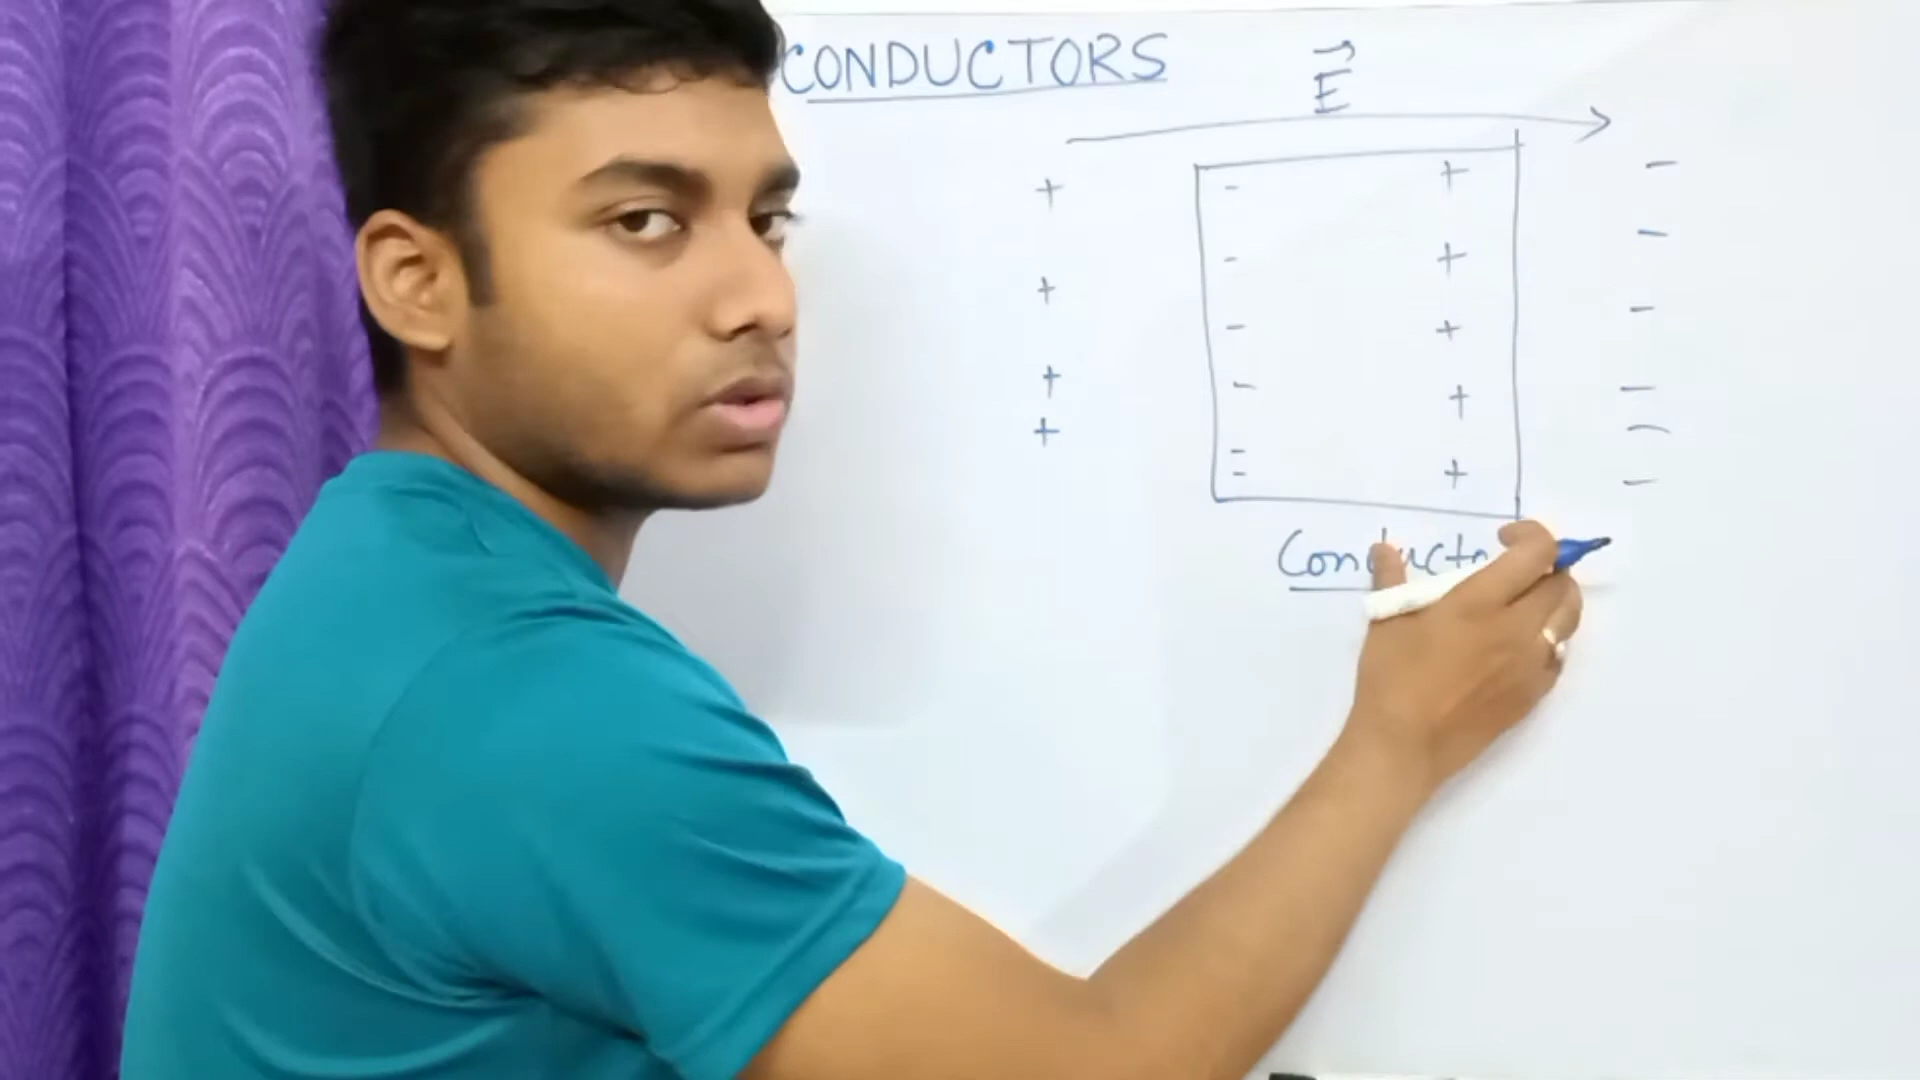 CONDUCTORS
E
+ - + -
+ - + -
+ - + -
+ - + -
+ - + -
- -